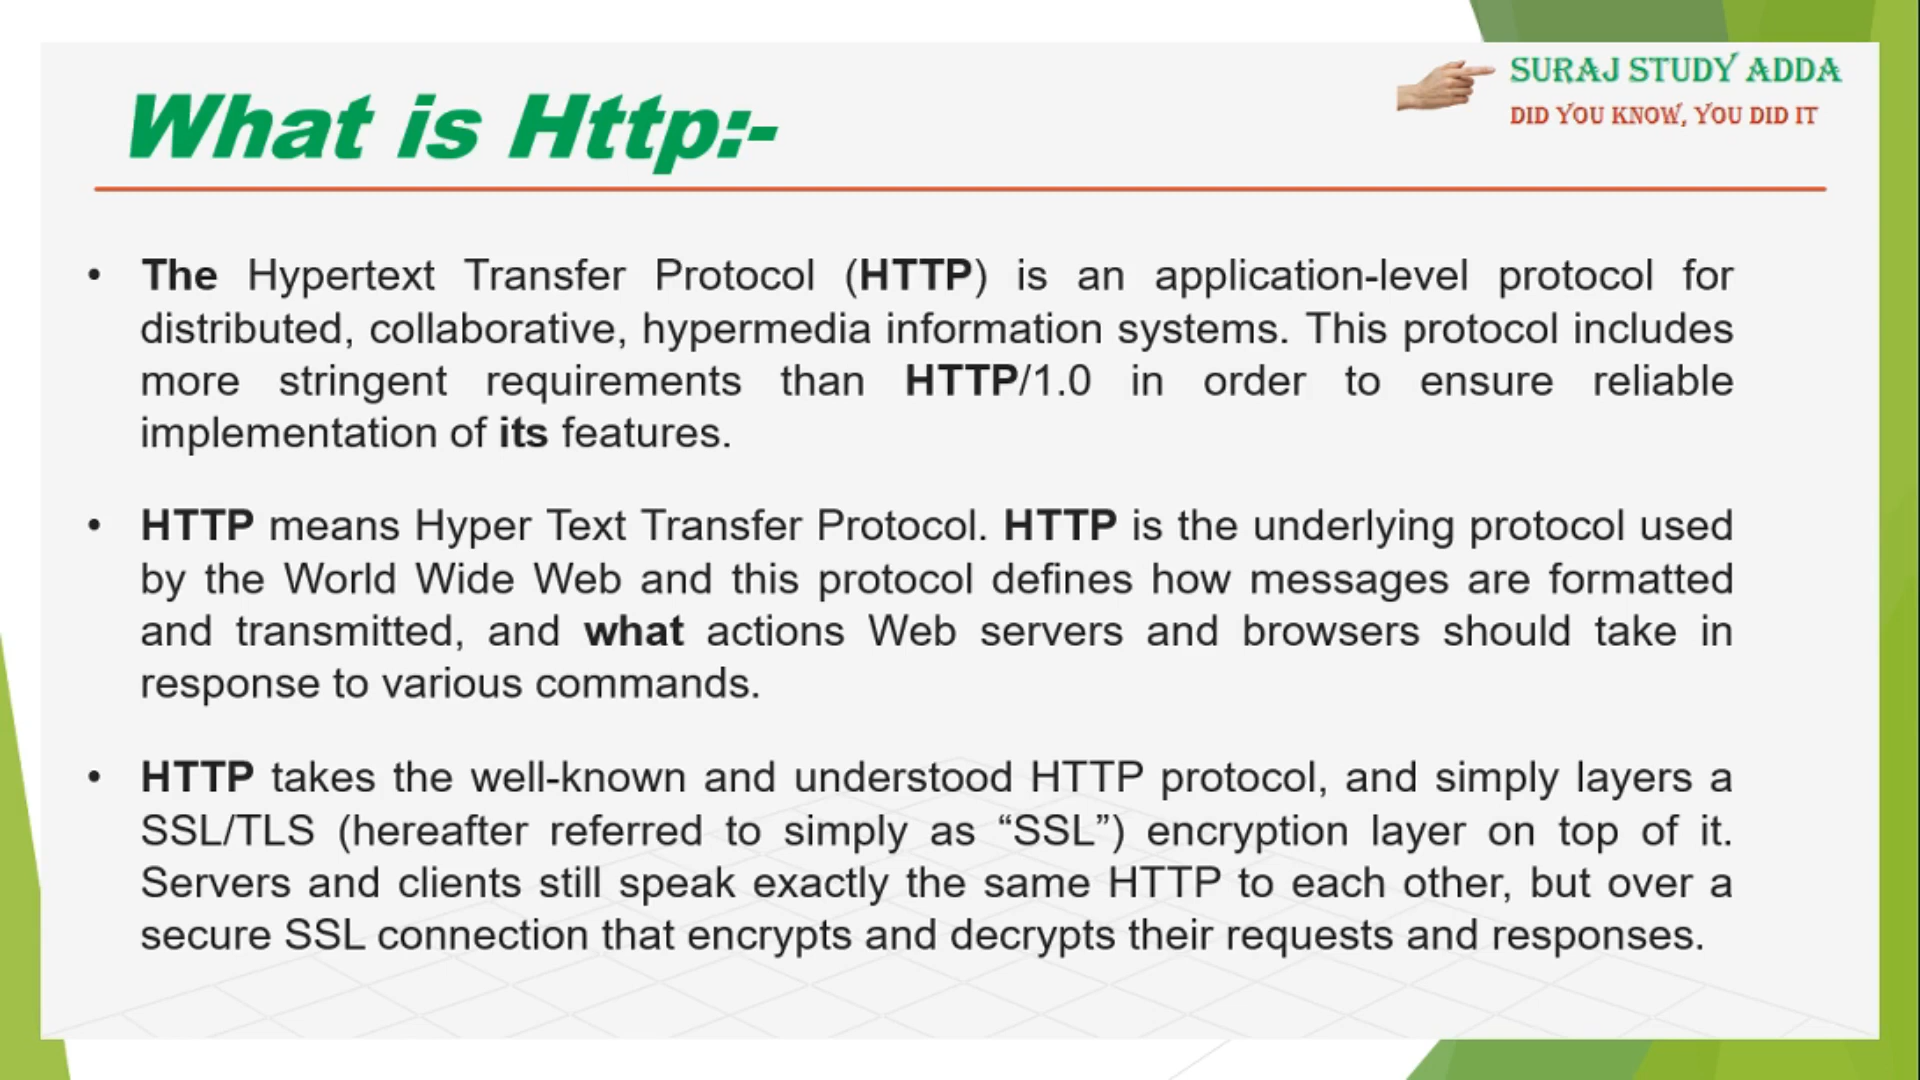 SURAJ STUDY ADDA
DID YOU KNOW, YOU DID IT
What is Http:-
• The Hypertext Transfer Protocol (HTTP) is an application-level protocol for
distributed, collaborative, hypermedia information systems. This protocol includes
more stringent requirements than HTTP/1.0 in order to ensure reliable
implementation of its features.
• HTTP means Hyper Text Transfer Protocol. HTTP is the underlying protocol used
by the World Wide Web and this protocol defines how messages are formatted
and transmitted, and what actions Web servers and browsers should take in
response to various commands.
• HTTP takes the well-known and understood HTTP protocol, and simply layers a
SSL/TLS (hereafter referred to simply as “SSL”) encryption layer on top of it.
Servers and clients still speak exactly the same HTTP to each other, but over a
secure SSL connection that encrypts and decrypts their requests and responses.